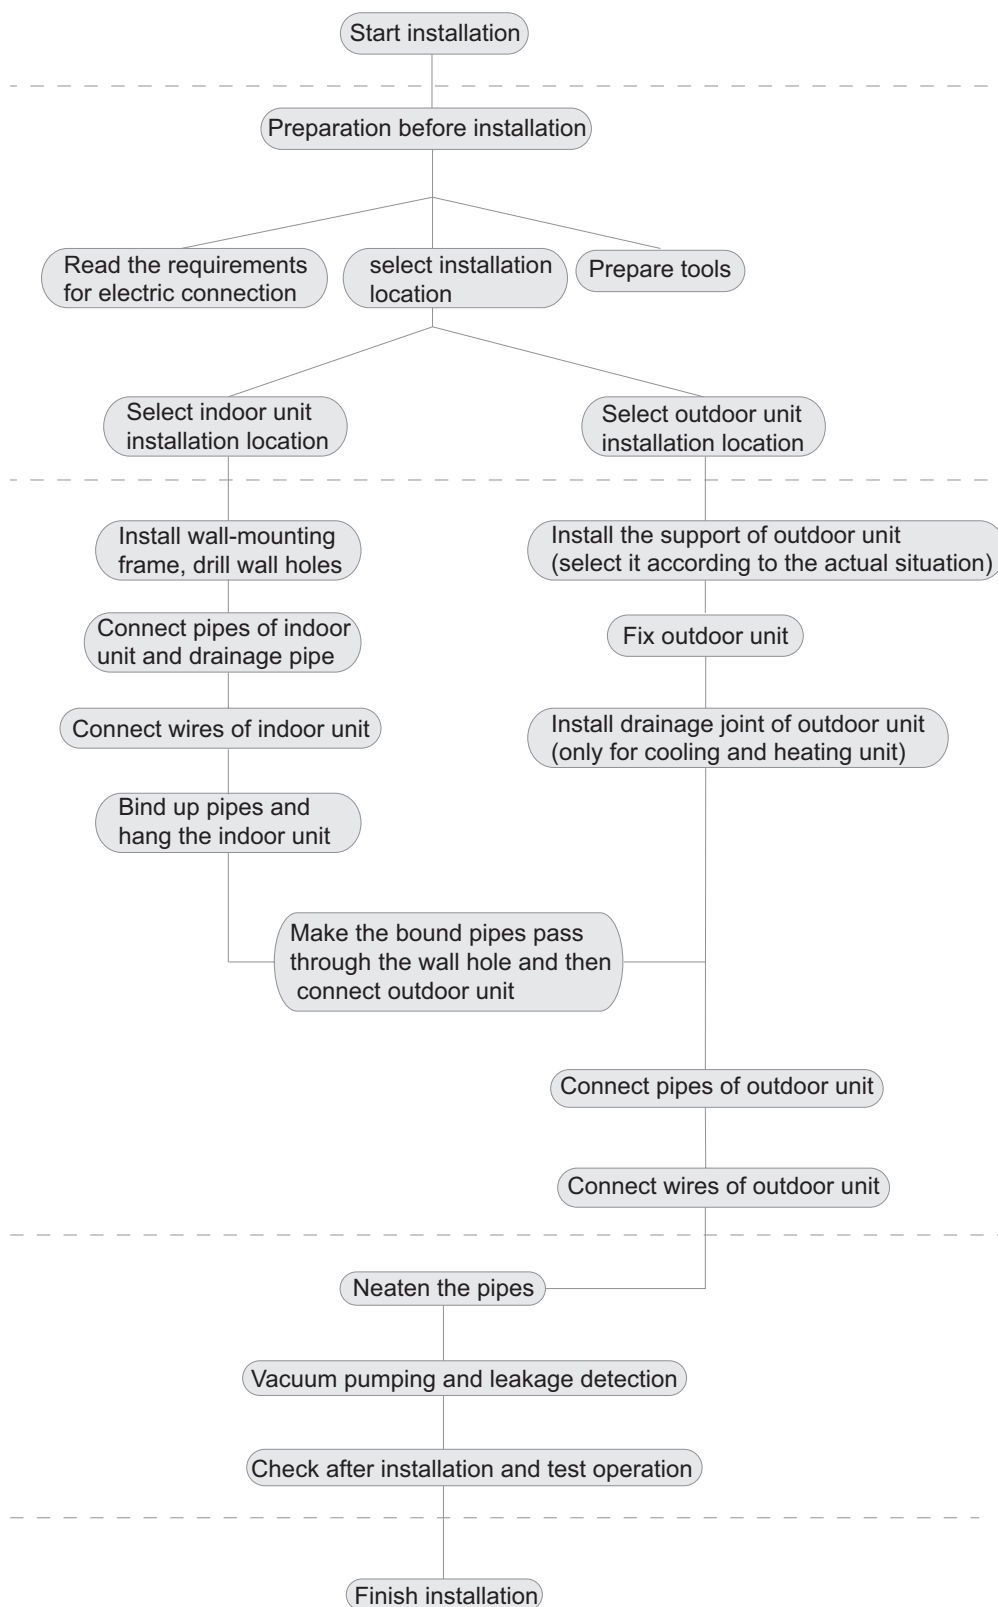 Start installation
Preparation before installation
Read the requirements
for electric connection
select installation
location
Prepare tools
Select indoor unit
installation location
Select outdoor unit
installation location
Install wall-mounting
frame, drill wall holes
Install the support of outdoor unit
(select it according to the actual situation)
Connect pipes of indoor
unit and drainage pipe
Fix outdoor unit
Connect wires of indoor unit
Install drainage joint of outdoor unit
(only for cooling and heating unit)
Bind up pipes and
hang the indoor unit
Make the bound pipes pass
through the wall hole and then
connect outdoor unit
Connect pipes of outdoor unit
Connect wires of outdoor unit
Neaten the pipes
Vacuum pumping and leakage detection
Check after installation and test operation
Finish installation